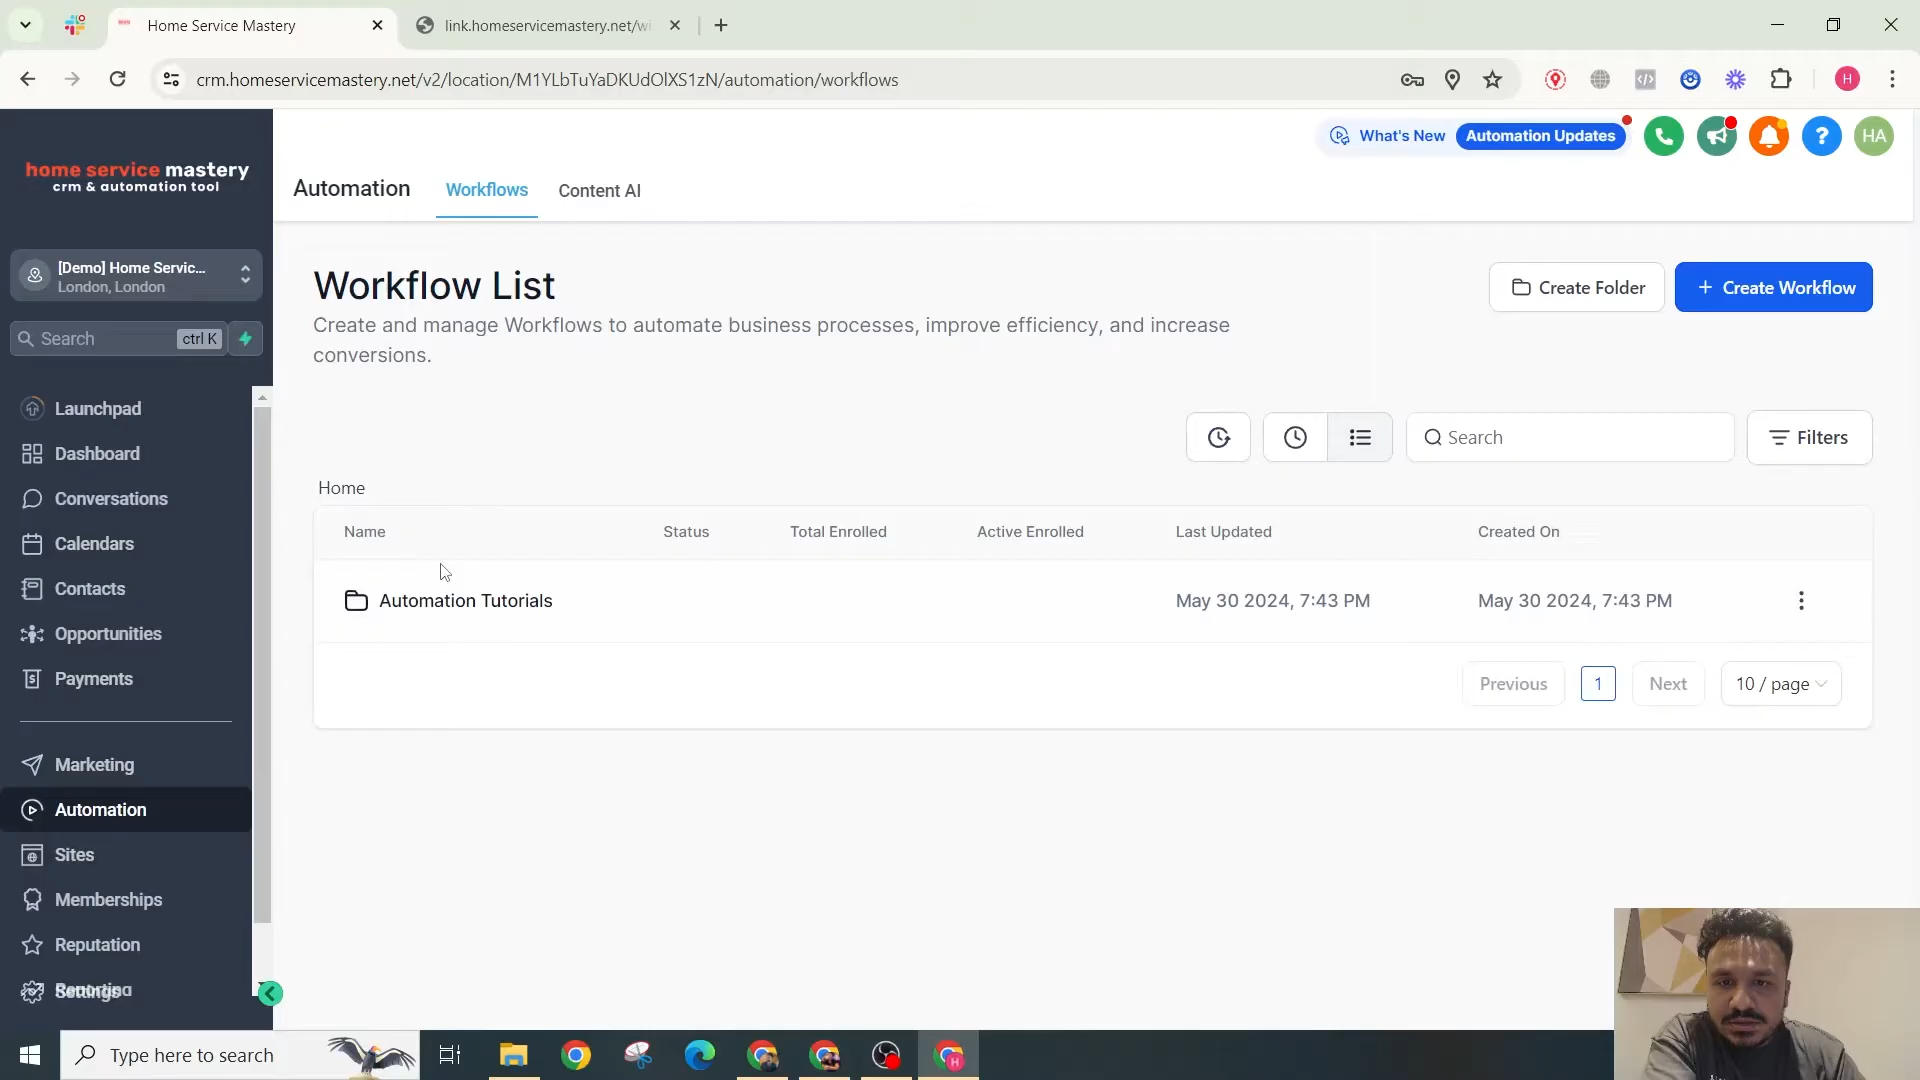 Home Service Mastery
link.homeservicemastery.net/wi
crm.homeservicemastery.net/v2/location/M1YLbTuYaDKUdOlXS1zN/automation/workflows
H
What's New
Automation Updates
?
HA
home service mastery
crm & automation tool
Automation
Workflows
Content AI
[Demo] Home Servic...
London, London
Search
ctrl K
Workflow List
Create and manage Workflows to automate business processes, improve efficiency, and increase
conversions.
Create Folder
+ Create Workflow
Launchpad
Dashboard
Conversations
Calendars
Contacts
Opportunities
Payments
Marketing
Automation
Sites
Memberships
Reputation
Reporting
Settings
Search
Filters
Home
Name
Status
Total Enrolled
Active Enrolled
Last Updated
Created On
Automation Tutorials
May 30 2024, 7:43 PM
May 30 2024, 7:43 PM
Previous
1
Next
10 / page
Type here to search
H